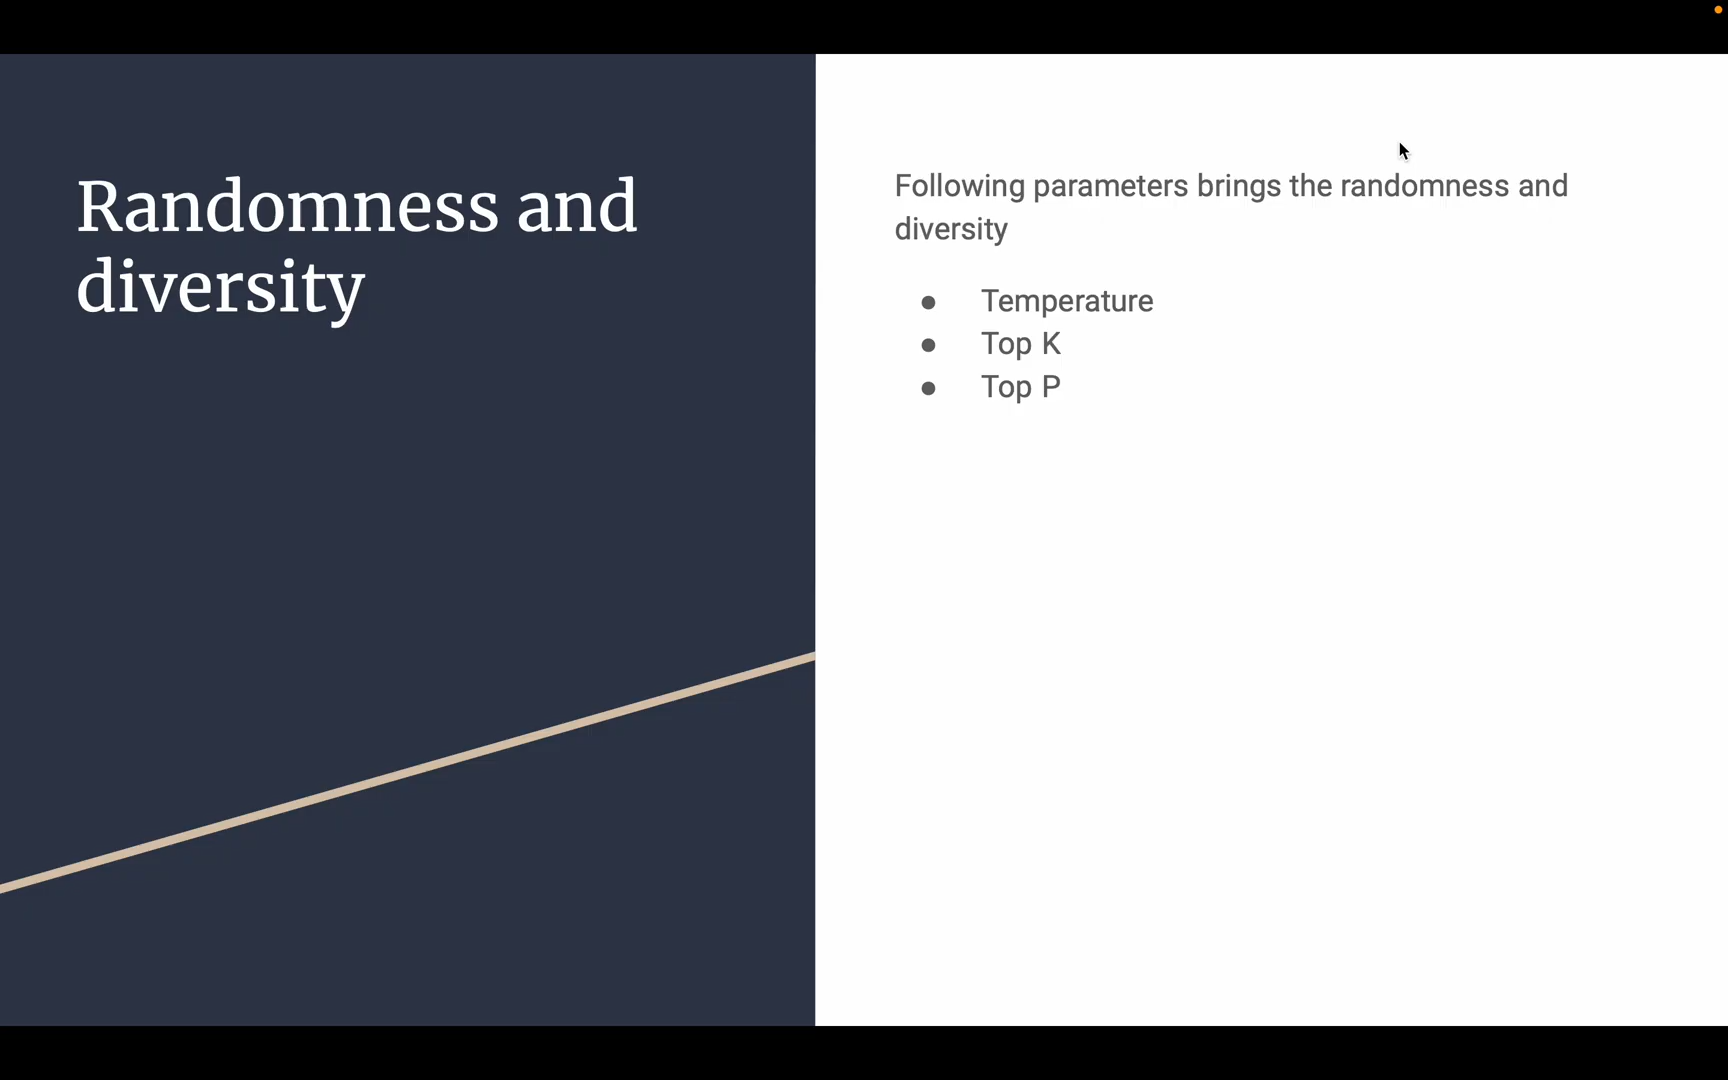 Randomness and
diversity
Following parameters brings the randomness and
diversity
● Temperature
● Top K
● Top P